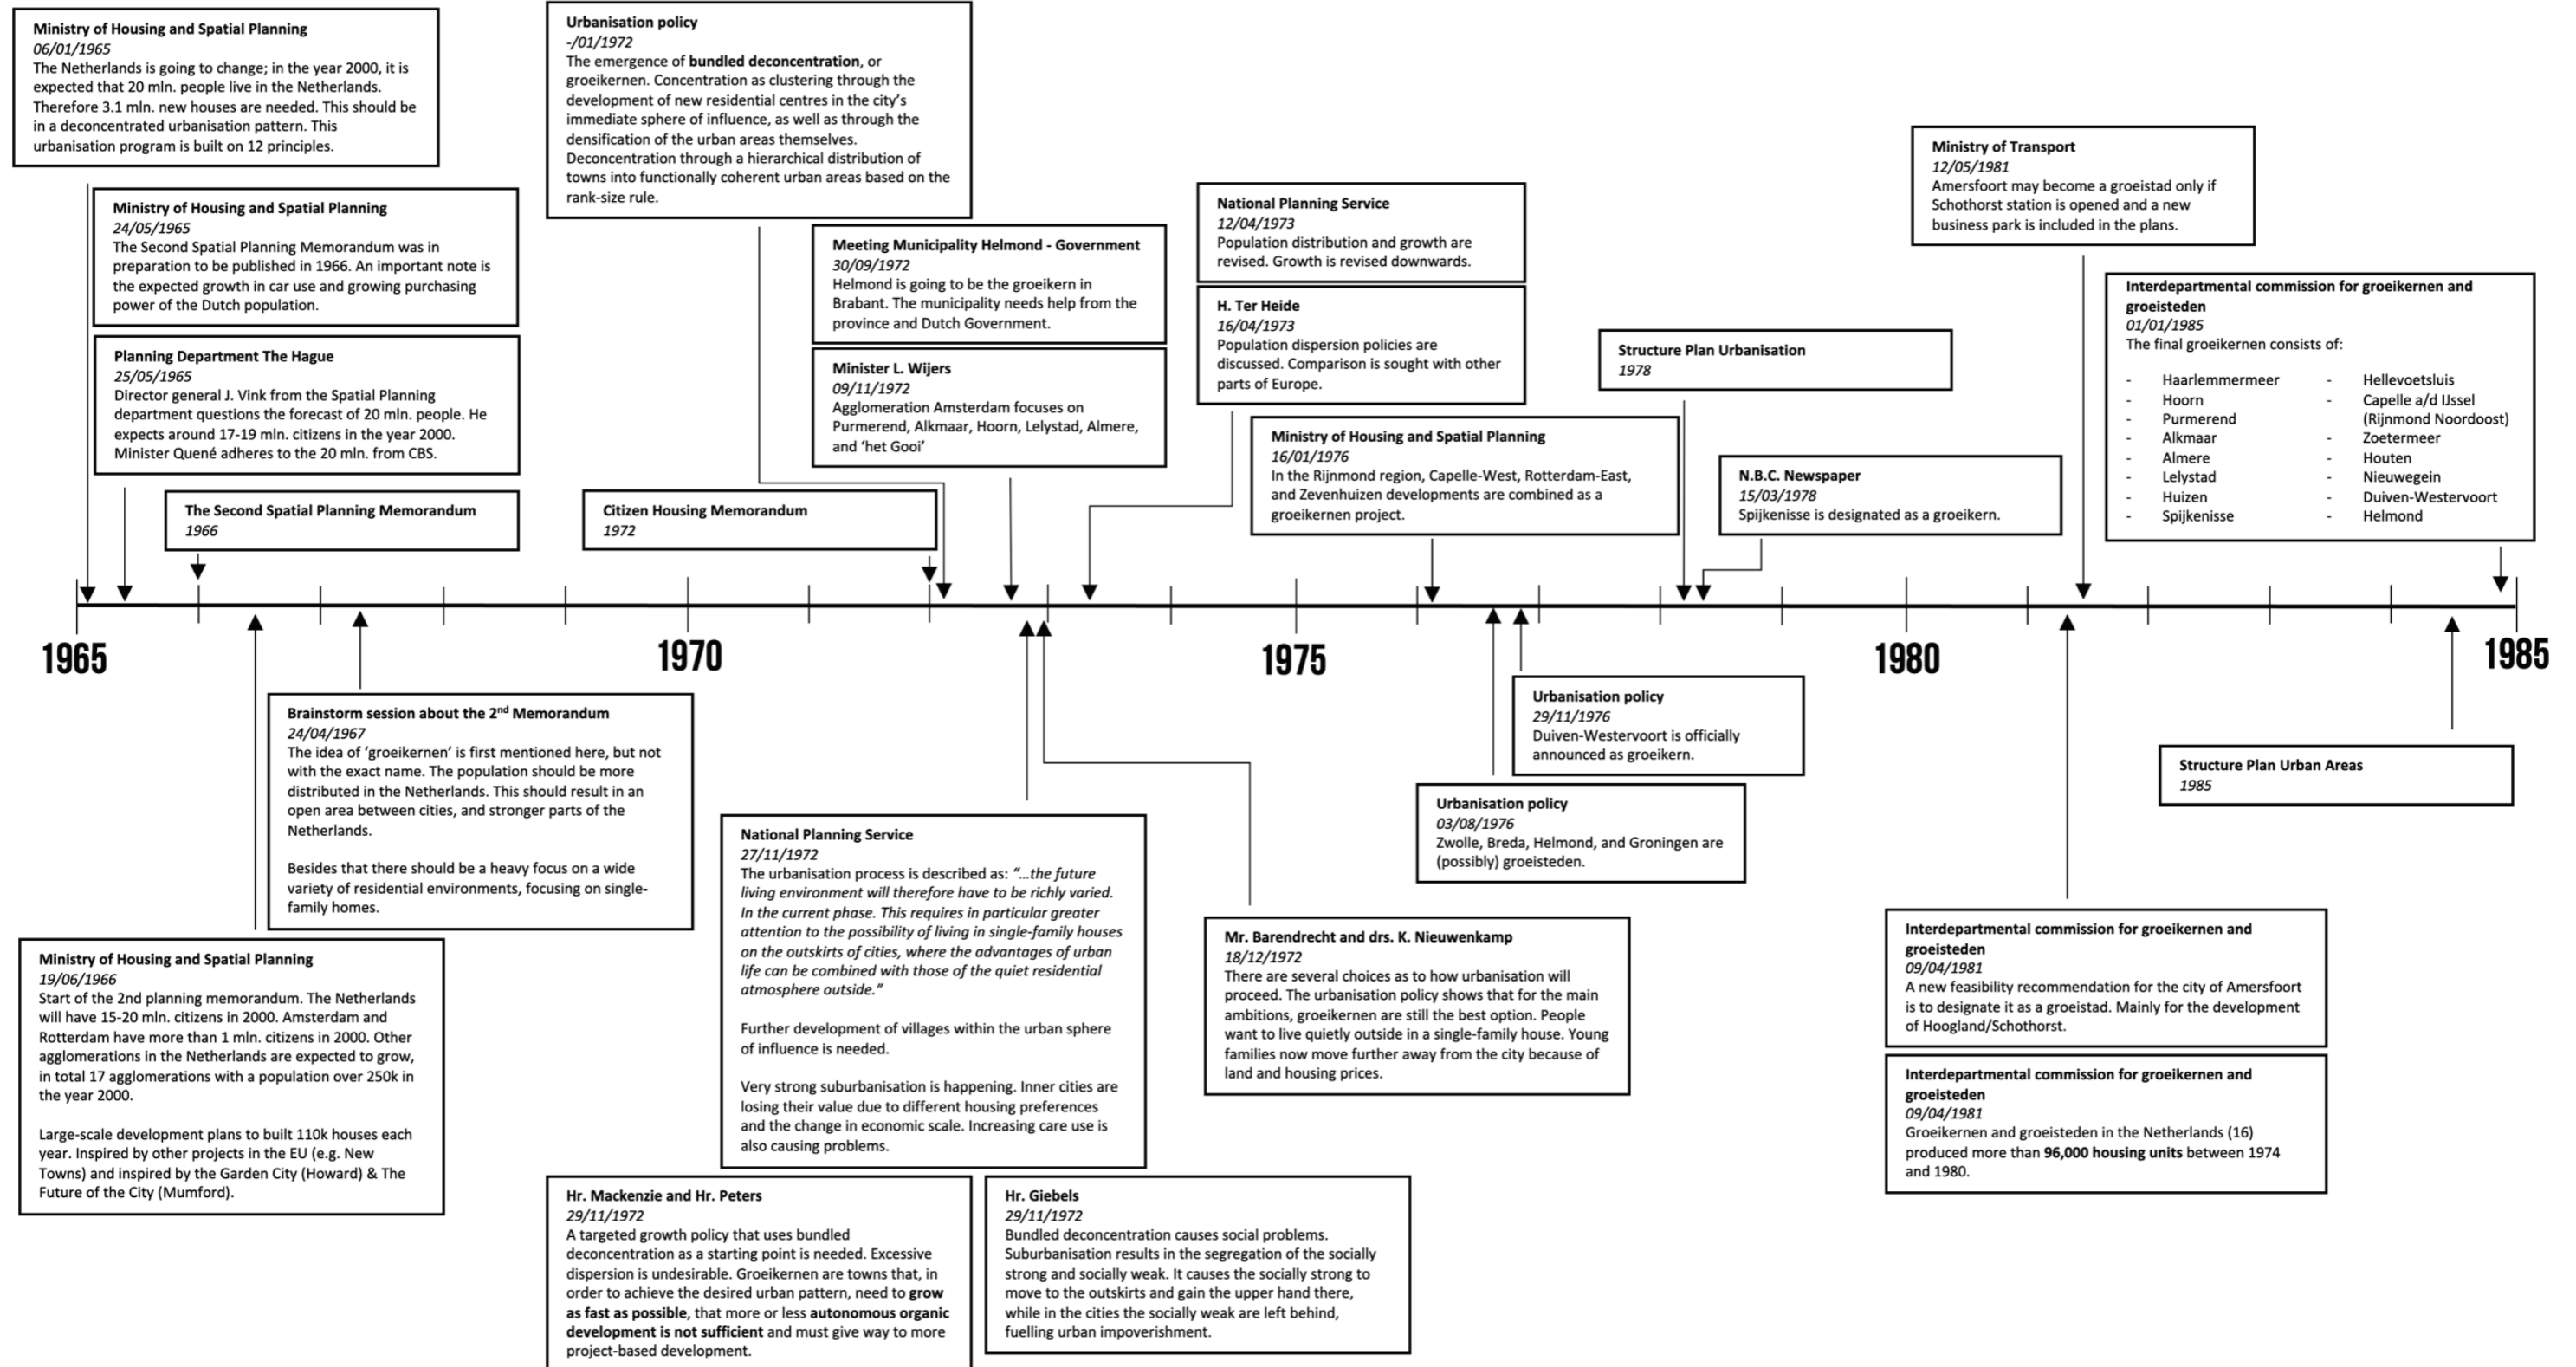 Ministry of Housing and Spatial Planning
06/01/1965
The Netherlands is going to change; in the year 2000, it is
expected that 20 mln. people live in the Netherlands.
Therefore 3.1 mln. new houses are needed. This should be
in a deconcentrated urbanisation pattern. This
urbanisation program is built on 12 principles.
Ministry of Housing and Spatial Planning
24/05/1965
The Second Spatial Planning Memorandum was in
preparation to be published in 1966. An important note is
the expected growth in car use and growing purchasing
power of the Dutch population.
Planning Department The Hague
25/05/1965
Director general J. Vink from the Spatial Planning
department questions the forecast of 20 mln. people. He
expects around 17-19 mln. citizens in the year 2000.
Minister Quené adheres to the 20 mln. from CBS.
The Second Spatial Planning Memorandum
1966
Urbanisation policy
-/01/1972
The emergence of bundled deconcentration, or
groeikernen. Concentration as clustering through the
development of new residential centres in the city's
immediate sphere of influence, as well as through the
densification of the urban areas themselves.
Deconcentration through a hierarchical distribution of
towns into functionally coherent urban areas based on the
rank-size rule.
Citizen Housing Memorandum
1972
Meeting Municipality Helmond - Government
30/09/1972
Helmond is going to be the groeikern in
Brabant. The municipality needs help from the
province and Dutch Government.
Minister L. Wijers
09/11/1972
Agglomeration Amsterdam focuses on
Purmerend, Alkmaar, Hoorn, Lelystad, Almere,
and ‘het Gooi’
National Planning Service
12/04/1973
Population distribution and growth are
revised. Growth is revised downwards.
H. Ter Heide
16/04/1973
Population dispersion policies are
discussed. Comparison is sought with other
parts of Europe.
Ministry of Housing and Spatial Planning
16/01/1976
In the Rijnmond region, Capelle-West, Rotterdam-East,
and Zevenhuizen developments are combined as a
groeikernen project.
Structure Plan Urbanisation
1978
N.B.C. Newspaper
15/03/1978
Spijkenisse is designated as a groeikern.
Ministry of Transport
12/05/1981
Amersfoort may become a groeistad only if
Schothorst station is opened and a new
business park is included in the plans.
Interdepartmental commission for groeikernen and
groeisteden
01/01/1985
The final groeikernen consists of:
- Haarlemmermeer - Hellevoetsluis
- Hoorn - Capelle a/d IJssel
- Purmerend (Rijnmond Noordoost)
- Alkmaar - Zoetermeer
- Almere - Houten
- Lelystad - Nieuwegein
- Huizen - Duiven-Westervoort
- Spijkenisse - Helmond
1965 1970 1975 1980 1985
Brainstorm session about the 2nd Memorandum
24/04/1967
The idea of ‘groeikernen’ is first mentioned here, but not
with the exact name. The population should be more
distributed in the Netherlands. This should result in an
open area between cities, and stronger parts of the
Netherlands.
Besides that there should be a heavy focus on a wide
variety of residential environments, focusing on single-
family homes.
Ministry of Housing and Spatial Planning
19/06/1966
Start of the 2nd planning memorandum. The Netherlands
will have 15-20 mln. citizens in 2000. Amsterdam and
Rotterdam have more than 1 mln. citizens in 2000. Other
agglomerations in the Netherlands are expected to grow,
in total 17 agglomerations with a population over 250k in
the year 2000.
Large-scale development plans to built 110k houses each
year. Inspired by other projects in the EU (e.g. New
Towns) and inspired by the Garden City (Howard) & The
Future of the City (Mumford).
National Planning Service
27/11/1972
The urbanisation process is described as: “…the future
living environment will therefore have to be richly varied.
In the current phase. This requires in particular greater
attention to the possibility of living in single-family houses
on the outskirts of cities, where the advantages of urban
life can be combined with those of the quiet residential
atmosphere outside.”
Further development of villages within the urban sphere
of influence is needed.
Very strong suburbanisation is happening. Inner cities are
losing their value due to different housing preferences
and the change in economic scale. Increasing care use is
also causing problems.
Hr. Mackenzie and Hr. Peters
29/11/1972
A targeted growth policy that uses bundled
deconcentration as a starting point is needed. Excessive
dispersion is undesirable. Groeikernen are towns that, in
order to achieve the desired urban pattern, need to grow
as fast as possible, that more or less autonomous organic
development is not sufficient and must give way to more
project-based development.
Hr. Giebels
29/11/1972
Bundled deconcentration causes social problems.
Suburbanisation results in the segregation of the socially
strong and socially weak. It causes the socially strong to
move to the outskirts and gain the upper hand there,
while in the cities the socially weak are left behind,
fuelling urban impoverishment.
Mr. Barendrecht and drs. K. Nieuwenkamp
18/12/1972
There are several choices as to how urbanisation will
proceed. The urbanisation policy shows that for the main
ambitions, groeikernen are still the best option. People
want to live quietly outside in a single-family house. Young
families now move further away from the city because of
land and housing prices.
Urbanisation policy
29/11/1976
Duiven-Westervoort is officially
announced as groeikern.
Urbanisation policy
03/08/1976
Zwolle, Breda, Helmond, and Groningen are
(possibly) groeisteden.
Structure Plan Urban Areas
1985
Interdepartmental commission for groeikernen and
groeisteden
09/04/1981
A new feasibility recommendation for the city of Amersfoort
is to designate it as a groeistad. Mainly for the development
of Hoogland/Schothorst.
Interdepartmental commission for groeikernen and
groeisteden
09/04/1981
Groeikernen and groeisteden in the Netherlands (16)
produced more than 96,000 housing units between 1974
and 1980.